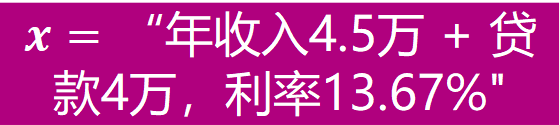 x = “年收入4.5万 + 贷
款4万，利率13.67%"